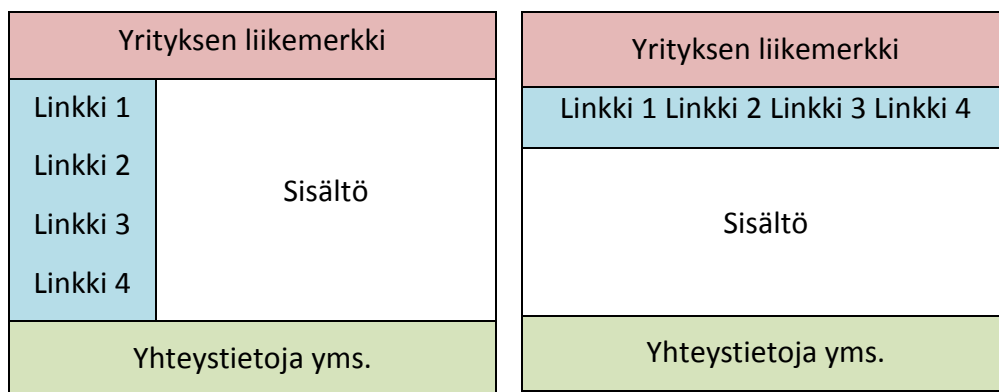 Yrityksen liikemerkki
Linkki 1
Linkki 2
Linkki 3
Linkki 4
Sisältö
Yhteystietoja yms.
Yrityksen liikemerkki
Linkki 1 Linkki 2 Linkki 3 Linkki 4
Sisältö
Yhteystietoja yms.